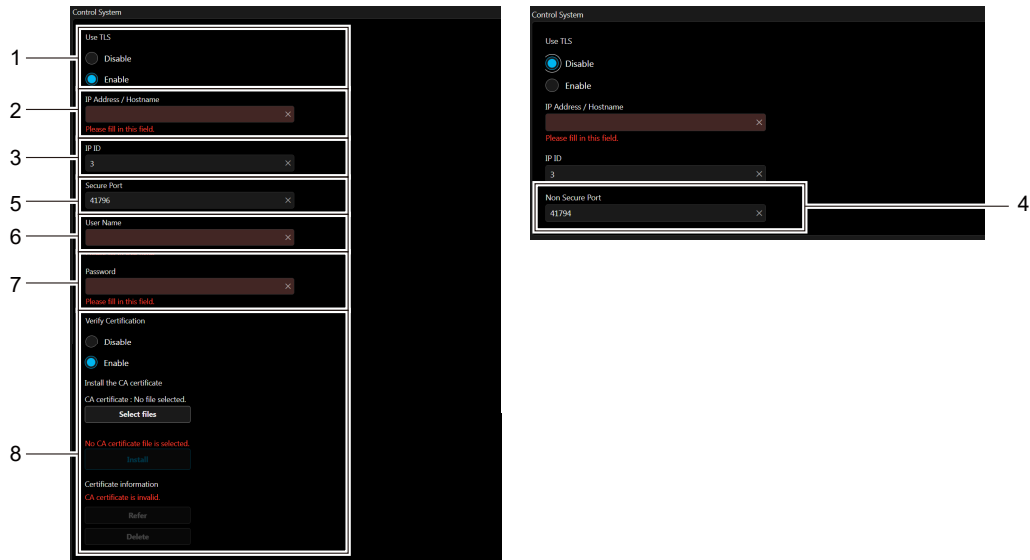 Control System
Use TLS
1
Disable
Enable
2
IP Address / Hostname
×
Please fill in this field.
3
IP ID
3 ×
5
Secure Port
41796 ×
6
User Name
×
7
Password
×
Please fill in this field.
Verify Certification
Disable
Enable
Install the CA certificate
CA certificate : No file selected.
Select files
8
No CA certificate file is selected.
Install
Certificate information
CA certificate is invalid.
Refer
Delete
Control System
Use TLS
Disable
Enable
IP Address / Hostname
×
Please fill in this field.
IP ID
3 ×
Non Secure Port
4
41794 ×